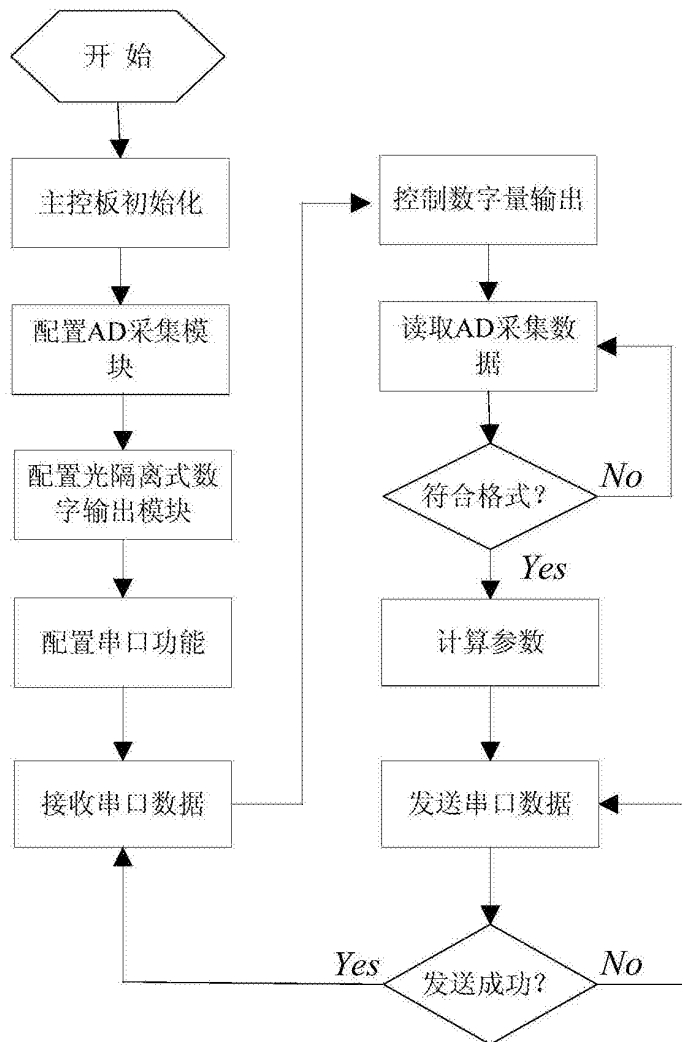 开 始
主控板初始化
配置AD采集模
块
配置光隔离式数
字输出模块
配置串口功能
接收串口数据
控制数字量输出
读取AD采集数
据
符合格式？
No
Yes
计算参数
发送串口数据
发送成功？
Yes
No